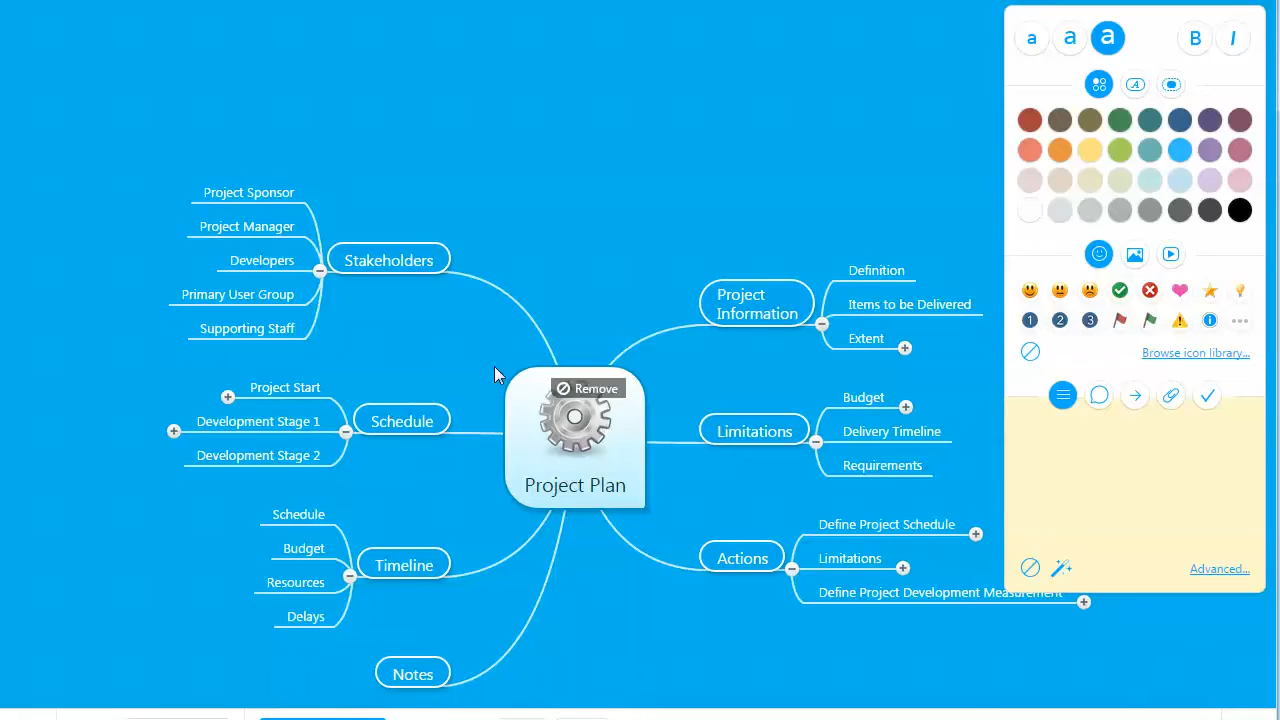 a a a B I
A
Project Sponsor
Project Manager
Developers
Primary User Group
Supporting Staff
Stakeholders
Project Start
Development Stage 1
Development Stage 2
Schedule
Schedule
Budget
Resources
Delays
Timeline
Notes
Remove
Project Plan
Project
Information
Definition
Items to be Delivered
Extent
Limitations
Budget
Delivery Timeline
Requirements
Actions
Define Project Schedule
Limitations
Define Project Development Measurement
1 2 3
Browse icon library...
Advanced...